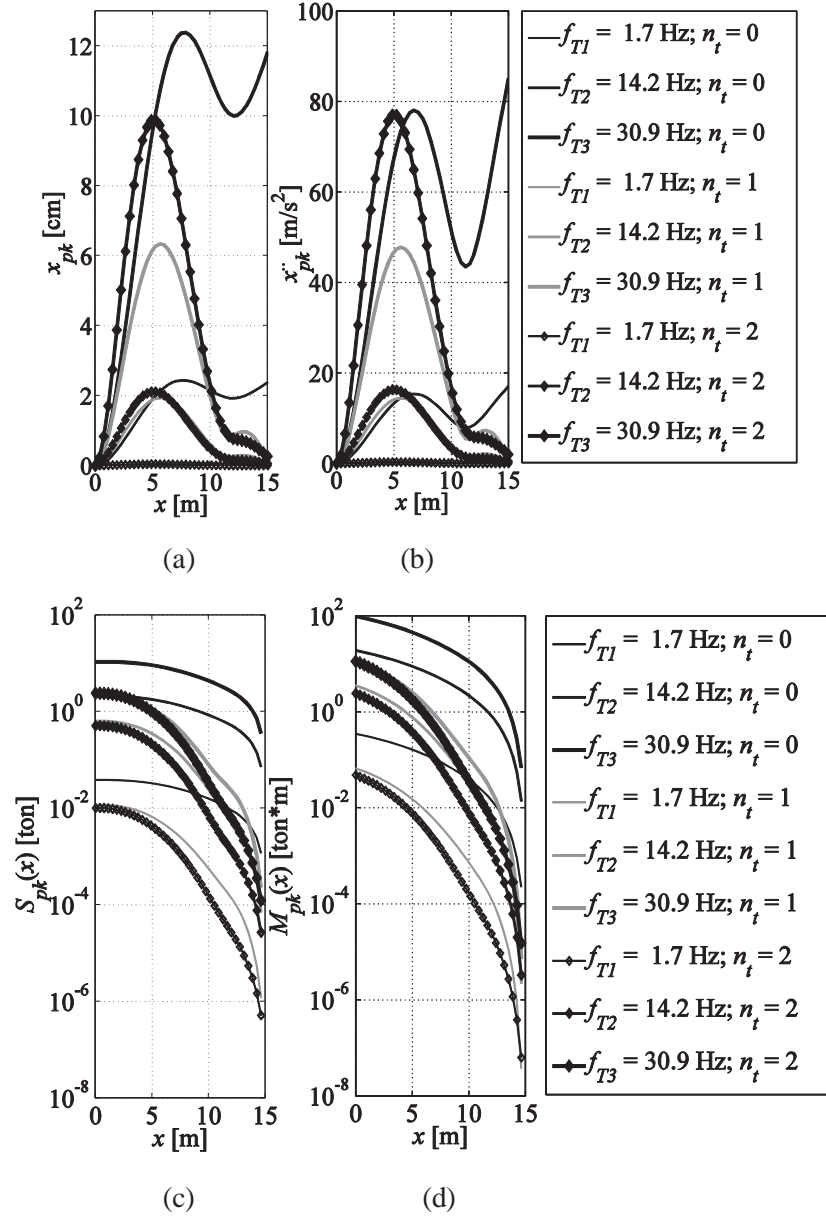 12
10
8
6
4
2
0
0 5 10 15
x_pk [cm]
x [m]
(a)
100
80
60
40
20
0
0 5 10 15
ẍ_pk [m/s²]
x [m]
(b)
f_T1 = 1.7 Hz; n_t = 0
f_T2 = 14.2 Hz; n_t = 0
f_T3 = 30.9 Hz; n_t = 0
f_T1 = 1.7 Hz; n_t = 1
f_T2 = 14.2 Hz; n_t = 1
f_T3 = 30.9 Hz; n_t = 1
f_T1 = 1.7 Hz; n_t = 2
f_T2 = 14.2 Hz; n_t = 2
f_T3 = 30.9 Hz; n_t = 2
10²
10⁰
10⁻²
10⁻⁴
10⁻⁶
10⁻⁸
0 5 10 15
S_pk(x) [ton]
x [m]
(c)
10²
10⁰
10⁻²
10⁻⁴
10⁻⁶
10⁻⁸
0 5 10 15
M_pk(x) [ton*m]
x [m]
(d)
f_T1 = 1.7 Hz; n_t = 0
f_T2 = 14.2 Hz; n_t = 0
f_T3 = 30.9 Hz; n_t = 0
f_T1 = 1.7 Hz; n_t = 1
f_T2 = 14.2 Hz; n_t = 1
f_T3 = 30.9 Hz; n_t = 1
f_T1 = 1.7 Hz; n_t = 2
f_T2 = 14.2 Hz; n_t = 2
f_T3 = 30.9 Hz; n_t = 2